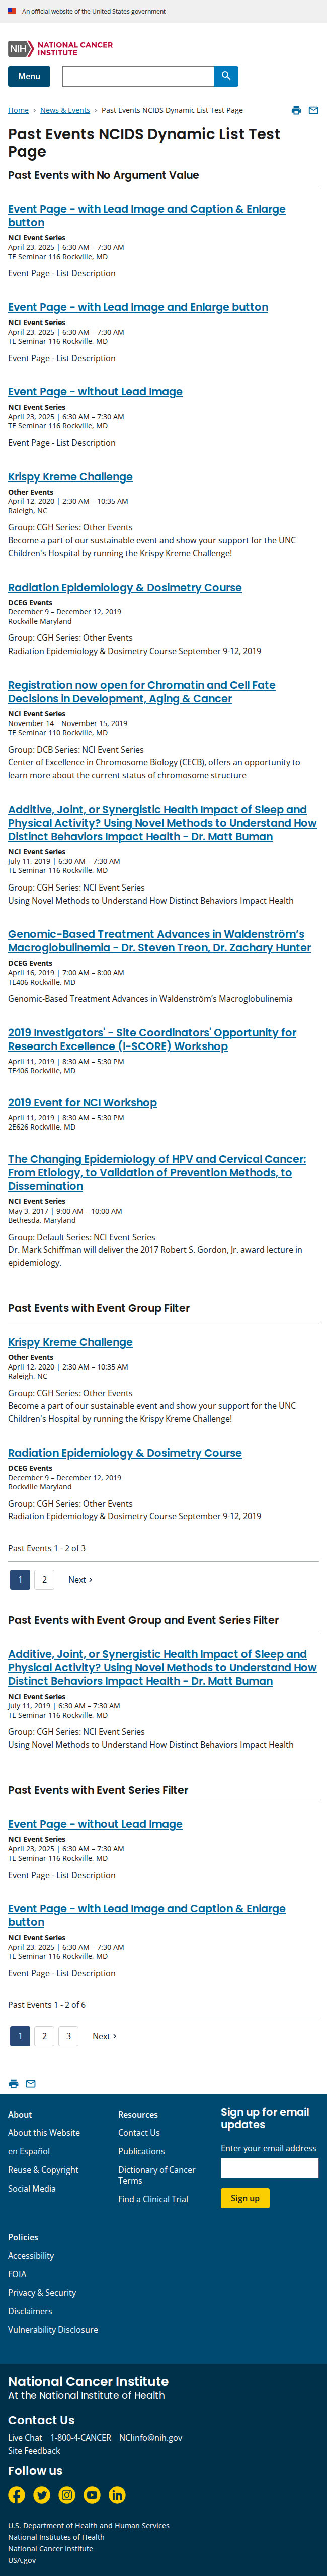 An official website of the United States government
NIH NATIONAL CANCER
INSTITUTE
Menu
Home › News & Events › Past Events NCIDS Dynamic List Test Page
Past Events NCIDS Dynamic List Test
Page
Past Events with No Argument Value
Event Page - with Lead Image and Caption & Enlarge
button
NCI Event Series
April 23, 2025 | 6:30 AM – 7:30 AM
TE Seminar 116 Rockville, MD
Event Page - List Description
Event Page - with Lead Image and Enlarge button
NCI Event Series
April 23, 2025 | 6:30 AM – 7:30 AM
TE Seminar 116 Rockville, MD
Event Page - List Description
Event Page - without Lead Image
NCI Event Series
April 23, 2025 | 6:30 AM – 7:30 AM
TE Seminar 116 Rockville, MD
Event Page - List Description
Krispy Kreme Challenge
Other Events
April 12, 2020 | 2:30 AM – 10:35 AM
Raleigh, NC
Group: CGH Series: Other Events
Become a part of our sustainable event and show your support for the UNC
Children's Hospital by running the Krispy Kreme Challenge!
Radiation Epidemiology & Dosimetry Course
DCEG Events
December 9 – December 12, 2019
Rockville Maryland
Group: CGH Series: Other Events
Radiation Epidemiology & Dosimetry Course September 9-12, 2019
Registration now open for Chromatin and Cell Fate
Decisions in Development, Aging & Cancer
NCI Event Series
November 14 – November 15, 2019
TE Seminar 110 Rockville, MD
Group: DCB Series: NCI Event Series
Center of Excellence in Chromosome Biology (CECB), offers an opportunity to
learn more about the current status of chromosome structure
Additive, Joint, or Synergistic Health Impact of Sleep and
Physical Activity? Using Novel Methods to Understand How
Distinct Behaviors Impact Health - Dr. Matt Buman
NCI Event Series
July 11, 2019 | 6:30 AM – 7:30 AM
TE Seminar 116 Rockville, MD
Group: CGH Series: NCI Event Series
Using Novel Methods to Understand How Distinct Behaviors Impact Health
Genomic-Based Treatment Advances in Waldenström's
Macroglobulinemia - Dr. Steven Treon, Dr. Zachary Hunter
DCEG Events
April 16, 2019 | 7:00 AM – 8:00 AM
TE406 Rockville, MD
Genomic-Based Treatment Advances in Waldenström's Macroglobulinemia
2019 Investigators' - Site Coordinators' Opportunity for
Research Excellence (I-SCORE) Workshop
April 11, 2019 | 8:30 AM – 5:30 PM
TE406 Rockville, MD
2019 Event for NCI Workshop
April 11, 2019 | 8:30 AM – 5:30 PM
2E626 Rockville, MD
The Changing Epidemiology of HPV and Cervical Cancer:
From Etiology, to Validation of Prevention Methods, to
Dissemination
NCI Event Series
May 3, 2017 | 9:00 AM – 10:00 AM
Bethesda, Maryland
Group: Default Series: NCI Event Series
Dr. Mark Schiffman will deliver the 2017 Robert S. Gordon, Jr. award lecture in
epidemiology.
Past Events with Event Group Filter
Krispy Kreme Challenge
Other Events
April 12, 2020 | 2:30 AM – 10:35 AM
Raleigh, NC
Group: CGH Series: Other Events
Become a part of our sustainable event and show your support for the UNC
Children's Hospital by running the Krispy Kreme Challenge!
Radiation Epidemiology & Dosimetry Course
DCEG Events
December 9 – December 12, 2019
Rockville Maryland
Group: CGH Series: Other Events
Radiation Epidemiology & Dosimetry Course September 9-12, 2019
Past Events 1 - 2 of 3
1 2 Next ›
Past Events with Event Group and Event Series Filter
Additive, Joint, or Synergistic Health Impact of Sleep and
Physical Activity? Using Novel Methods to Understand How
Distinct Behaviors Impact Health - Dr. Matt Buman
NCI Event Series
July 11, 2019 | 6:30 AM – 7:30 AM
TE Seminar 116 Rockville, MD
Group: CGH Series: NCI Event Series
Using Novel Methods to Understand How Distinct Behaviors Impact Health
Past Events with Event Series Filter
Event Page - without Lead Image
NCI Event Series
April 23, 2025 | 6:30 AM – 7:30 AM
TE Seminar 116 Rockville, MD
Event Page - List Description
Event Page - with Lead Image and Caption & Enlarge
button
NCI Event Series
April 23, 2025 | 6:30 AM – 7:30 AM
TE Seminar 116 Rockville, MD
Event Page - List Description
Past Events 1 - 2 of 6
1 2 3 Next ›
About
About this Website
en Español
Reuse & Copyright
Social Media
Resources
Contact Us
Publications
Dictionary of Cancer
Terms
Find a Clinical Trial
Sign up for email
updates
Enter your email address
Sign up
Policies
Accessibility
FOIA
Privacy & Security
Disclaimers
Vulnerability Disclosure
National Cancer Institute
At the National Institute of Health
Contact Us
Live Chat 1-800-4-CANCER NCIinfo@nih.gov
Site Feedback
Follow us
U.S. Department of Health and Human Services
National Institutes of Health
National Cancer Institute
USA.gov